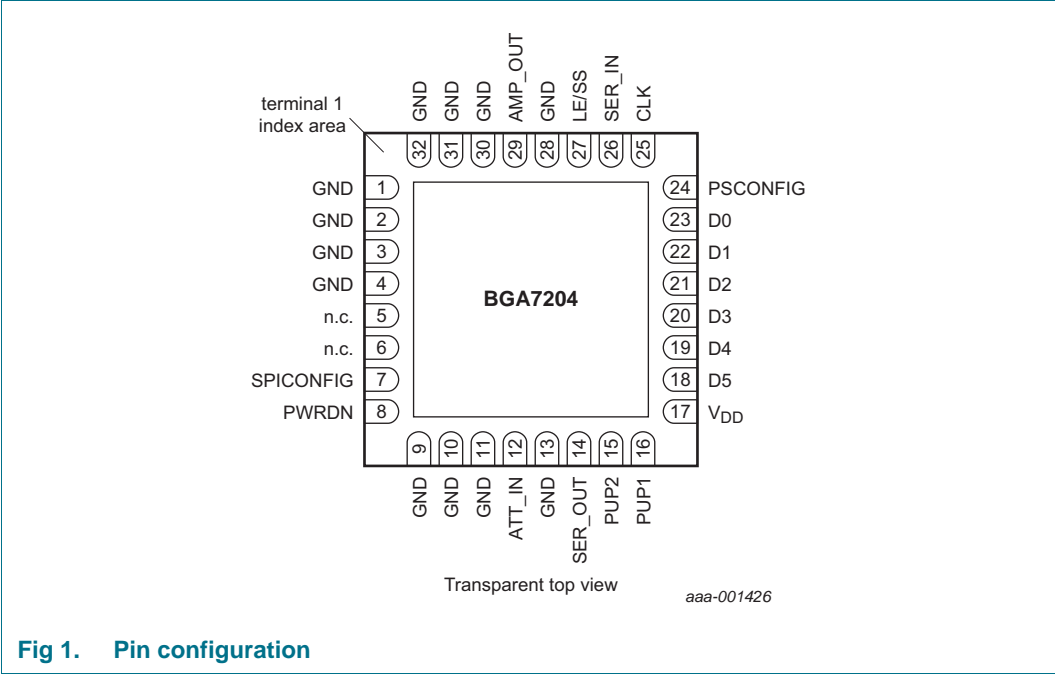 GND
GND
GND
AMP_OUT
GND
LE/SS
SER_IN
CLK
terminal 1
index area
32
31
30
29
28
27
26
25
GND 1
24 PSCONFIG
GND 2
23 D0
GND 3
22 D1
GND 4
21 D2
BGA7204
n.c. 5
20 D3
n.c. 6
19 D4
SPICONFIG 7
18 D5
PWRDN 8
17 VDD
9
10
11
12
13
14
15
16
GND
GND
GND
ATT_IN
GND
SER_OUT
PUP2
PUP1
Transparent top view
aaa-001426
Fig 1. Pin configuration